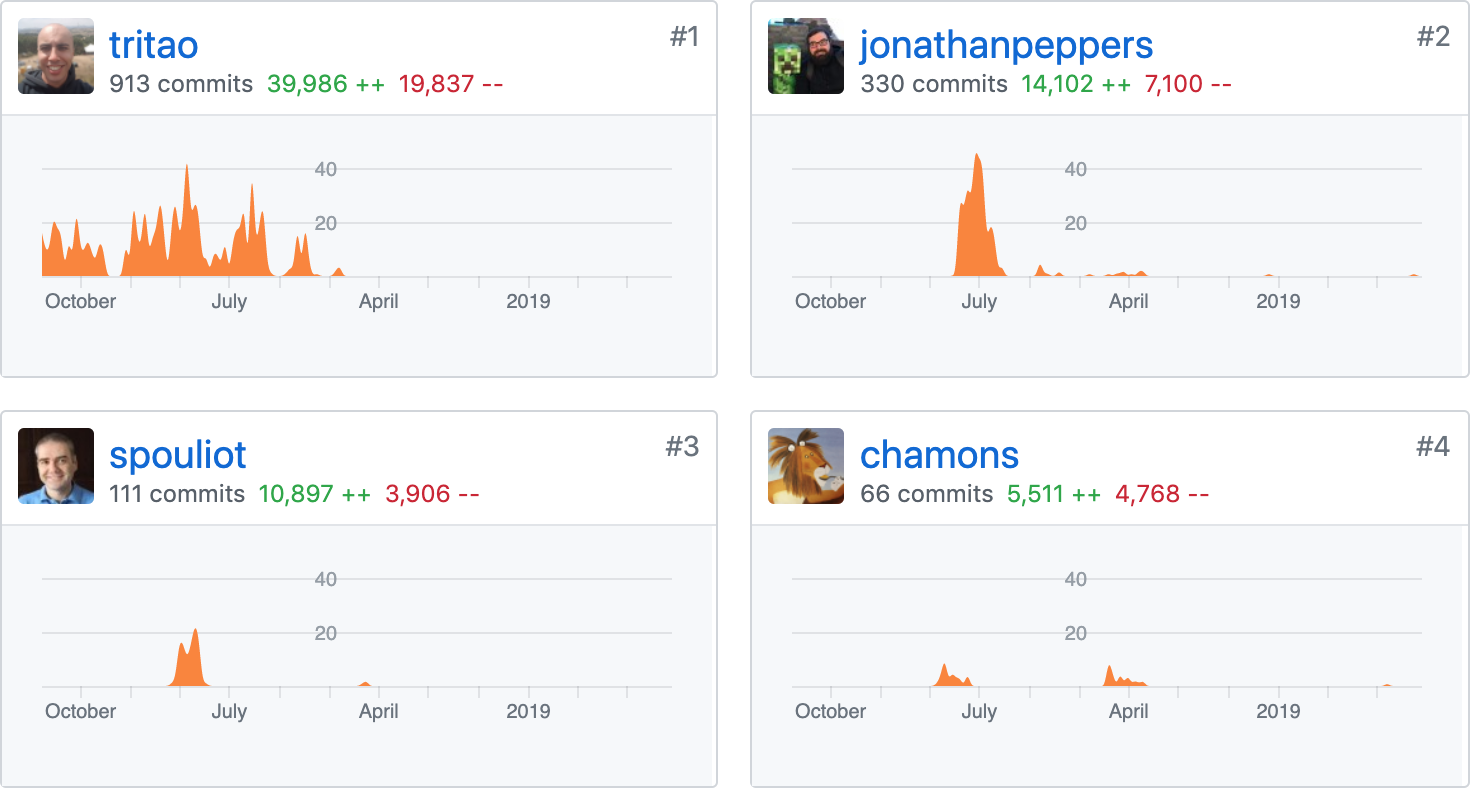 tritao
#1
913 commits 39,986 ++ 19,837 --
40
20
October July April 2019
jonathanpeppers
#2
330 commits 14,102 ++ 7,100 --
40
20
October July April 2019
spouliot
#3
111 commits 10,897 ++ 3,906 --
40
20
October July April 2019
chamons
#4
66 commits 5,511 ++ 4,768 --
40
20
October July April 2019